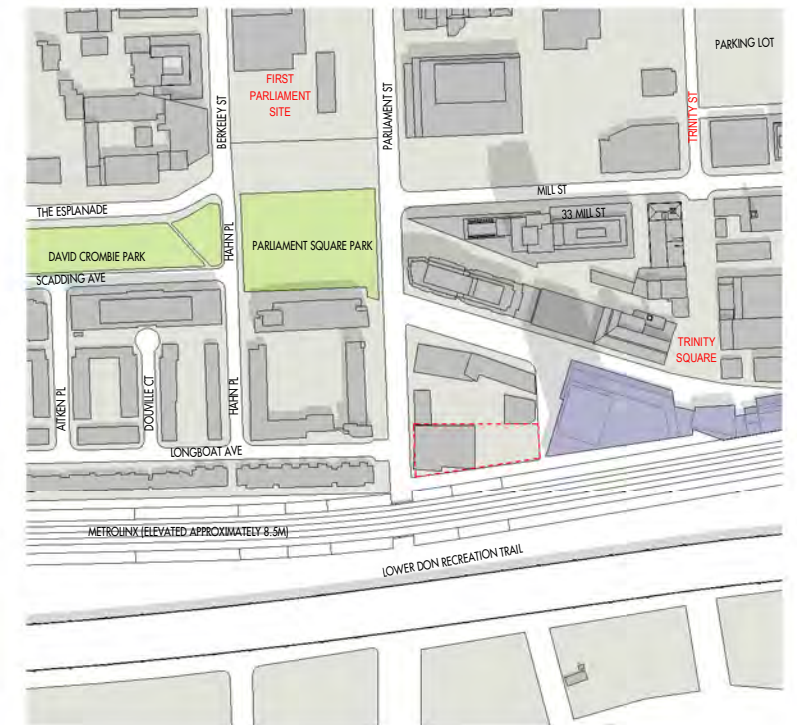 PARKING LOT
FIRST
PARLIAMENT
SITE
BERKELEY ST
PARLIAMENT ST
TRINITY ST
MILL ST
THE ESPLANADE
33 MILL ST
HAHN PL
PARLIAMENT SQUARE PARK
DAVID CROMBIE PARK
SCADDING AVE
TRINITY
SQUARE
AITKEN PL
DOUVILLE CT
HAHN PL
LONGBOAT AVE
METROLINX (ELEVATED APPROXIMATELY 8.5M)
LOWER DON RECREATION TRAIL